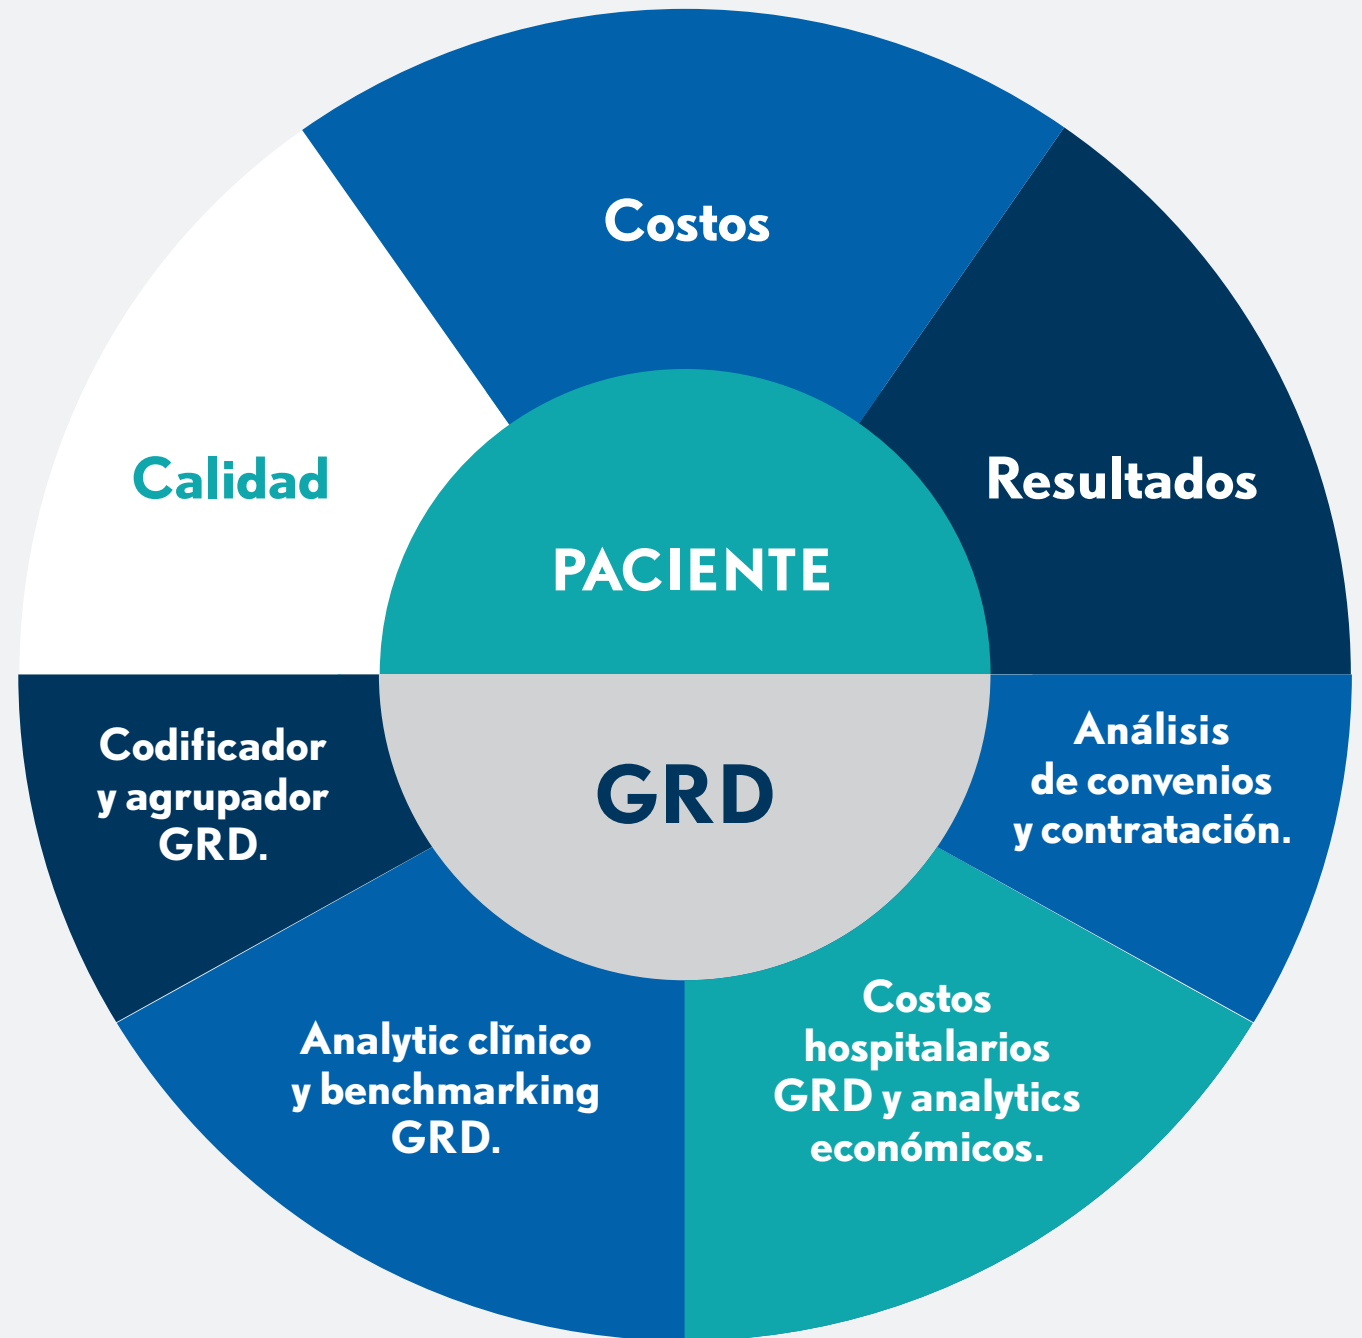 Costos
Calidad
Resultados
PACIENTE
GRD
Codificador
y agrupador
GRD.
Analytic clínico
y benchmarking
GRD.
Costos
hospitalarios
GRD y analytics
económicos.
Análisis
de convenios
y contratación.